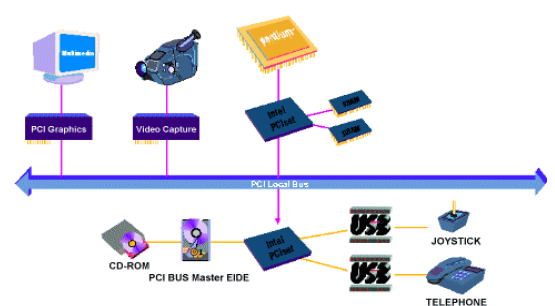 Multimedia
Pentium
PCI Graphics
Video Capture
Intel
PCIset
DRAM
PCI Local Bus
CD-ROM
PCI BUS Master EIDE
Intel
PCIset
USB
JOYSTICK
USB
TELEPHONE